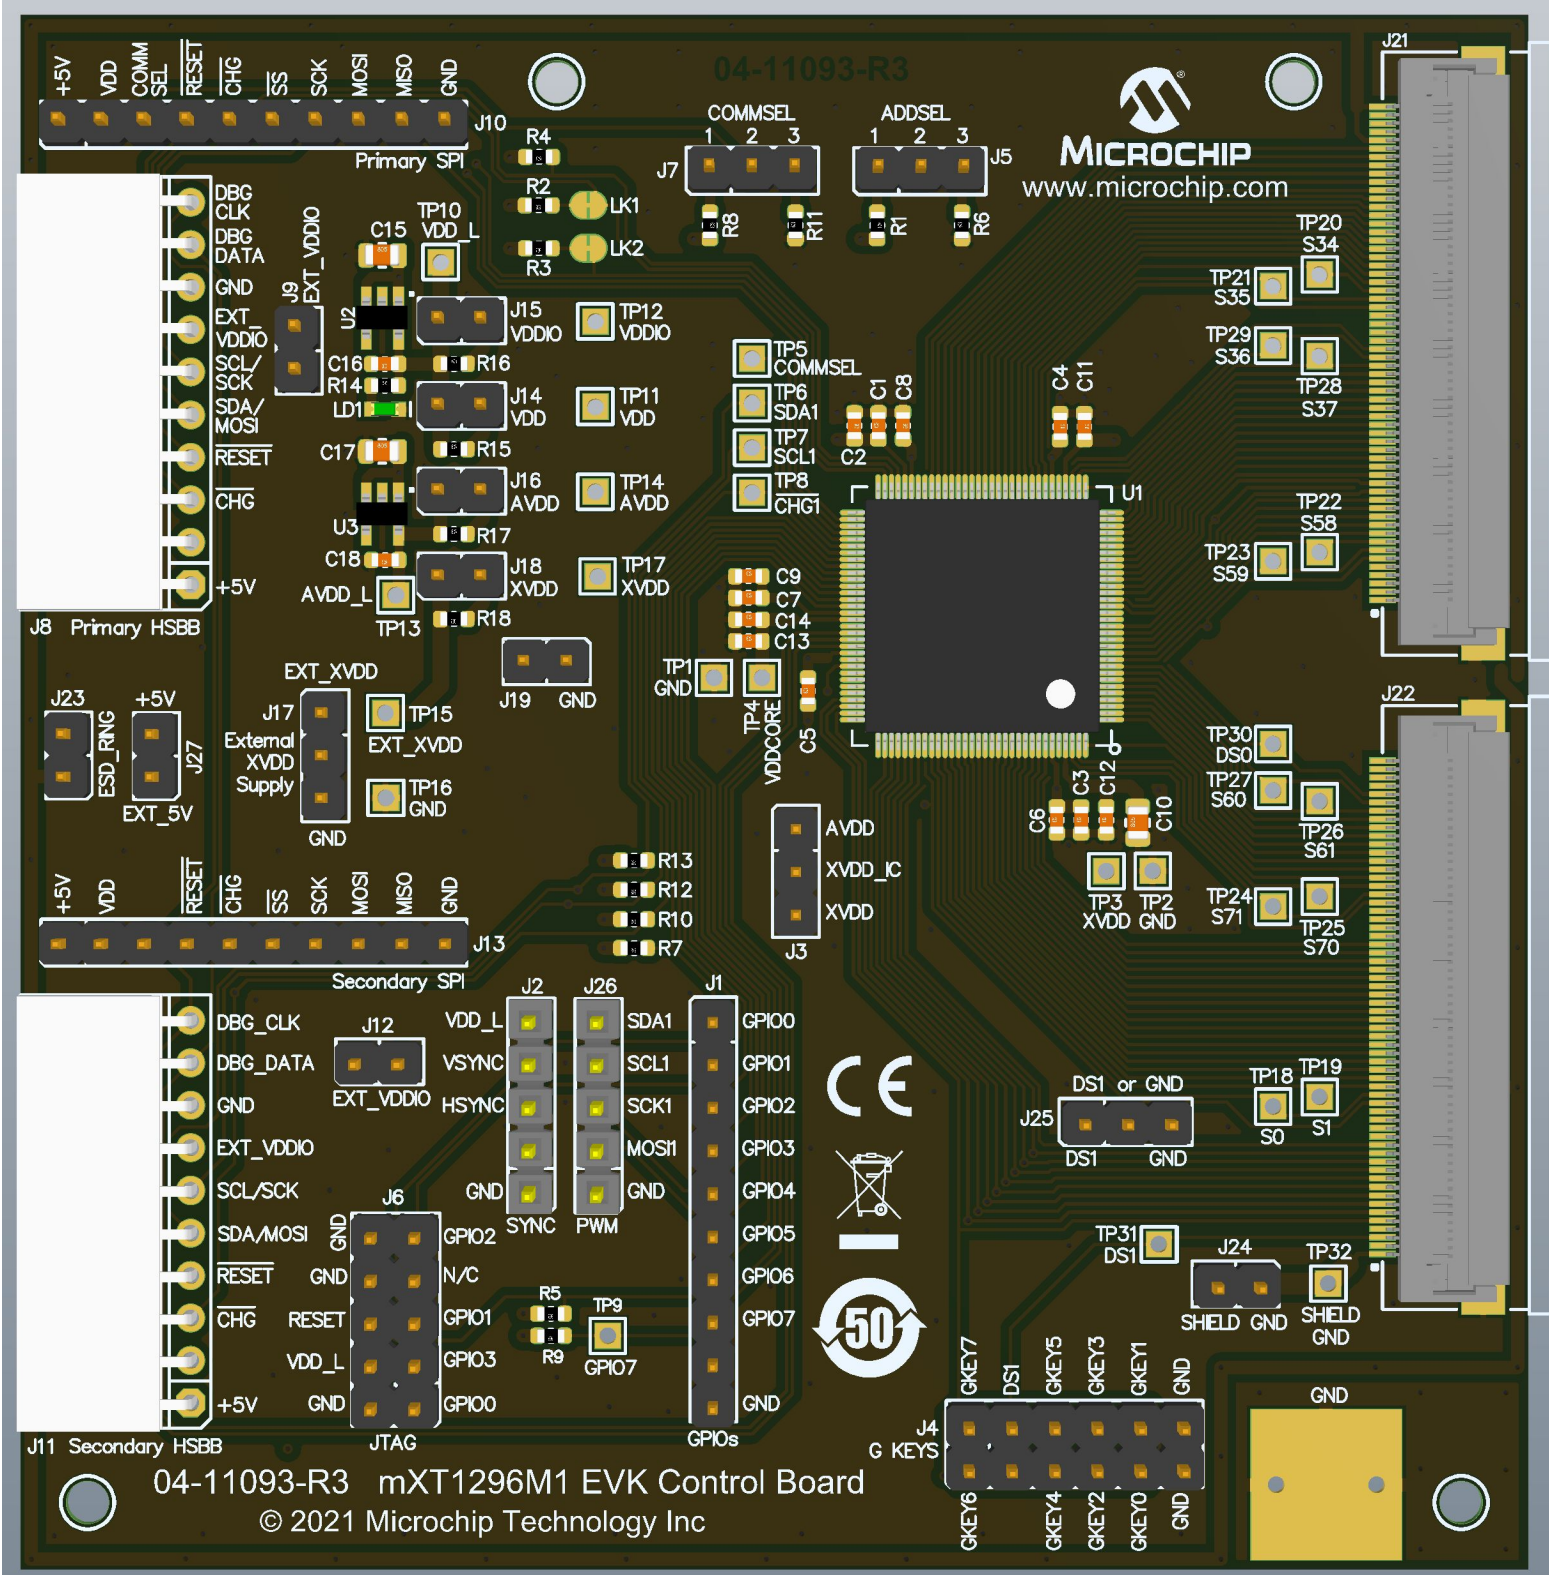 04-11093-R3
J21
+5V
VDD
COMM
SEL
RESET
CHG
SS
SCK
MOSI
MISO
GND
J10
Primary SPI
COMMSEL
1 2 3
J7
ADDSEL
1 2 3
J5
MICROCHIP
®
www.microchip.com
R4
R2
LK1
R3
LK2
R8
R11
R1
R6
DBG
CLK
DBG
DATA
GND
EXT_
VDDIO
SCL/
SCK
SDA/
MOSI
RESET
CHG
+5V
J8 Primary HSBB
J9
EXT_VDDIO
C15
TP10
VDD_L
U2
J15
VDDIO
TP12
VDDIO
C16
R16
R14
LD1
J14
VDD
TP11
VDD
C17
R15
J16
AVDD
TP14
AVDD
U3
R17
C18
J18
XVDD
TP17
XVDD
AVDD_L
TP13
R18
TP5
COMMSEL
TP6
SDA1
TP7
SCL1
TP8
CHG1
C2
C1
C8
C4
C11
U1
TP20
S34
TP21
S35
TP29
S36
TP28
S37
TP22
S58
TP23
S59
C9
C7
C14
C13
TP1
GND
TP4
VDDCORE
C5
J19 GND
J23
ESD_RING
+5V
J27
EXT_5V
EXT_XVDD
J17
External
XVDD
Supply
GND
TP15
EXT_XVDD
TP16
GND
J22
TP30
DS0
TP27
S60
TP26
S61
TP24
S71
TP25
S70
C6
C3
C12
C10
TP3
XVDD
TP2
GND
AVDD
XVDD_IC
XVDD
J3
R13
R12
R10
R7
+5V
VDD
RESET
CHG
SS
SCK
MOSI
MISO
GND
J13
Secondary SPI
DBG_CLK
DBG_DATA
GND
EXT_VDDIO
SCL/SCK
SDA/MOSI
RESET
CHG
+5V
J11 Secondary HSBB
J12
EXT_VDDIO
J2
VDD_L
VSYNC
HSYNC
GND
SYNC
J26
SDA1
SCL1
SCK1
MOSI1
GND
PWM
J1
GPIO0
GPIO1
GPIO2
GPIO3
GPIO4
GPIO5
GPIO6
GPIO7
GND
GPIOs
J6
GND GPIO2
GND N/C
RESET GPIO1
VDD_L GPIO3
GND GPIO0
JTAG
R5
R9
TP9
GPIO7
CE
50
DS1 or GND
J25
DS1 GND
TP18
S0
TP19
S1
TP31
DS1
J24
SHIELD GND
TP32
SHIELD
GND
GKEY7
DS1
GKEY5
GKEY3
GKEY1
GND
J4
G KEYS
GKEY6
GKEY4
GKEY2
GKEY0
GND
GND
04-11093-R3 mXT1296M1 EVK Control Board
© 2021 Microchip Technology Inc